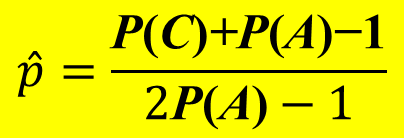 p̂ = P(C)+P(A)−1
2P(A) − 1